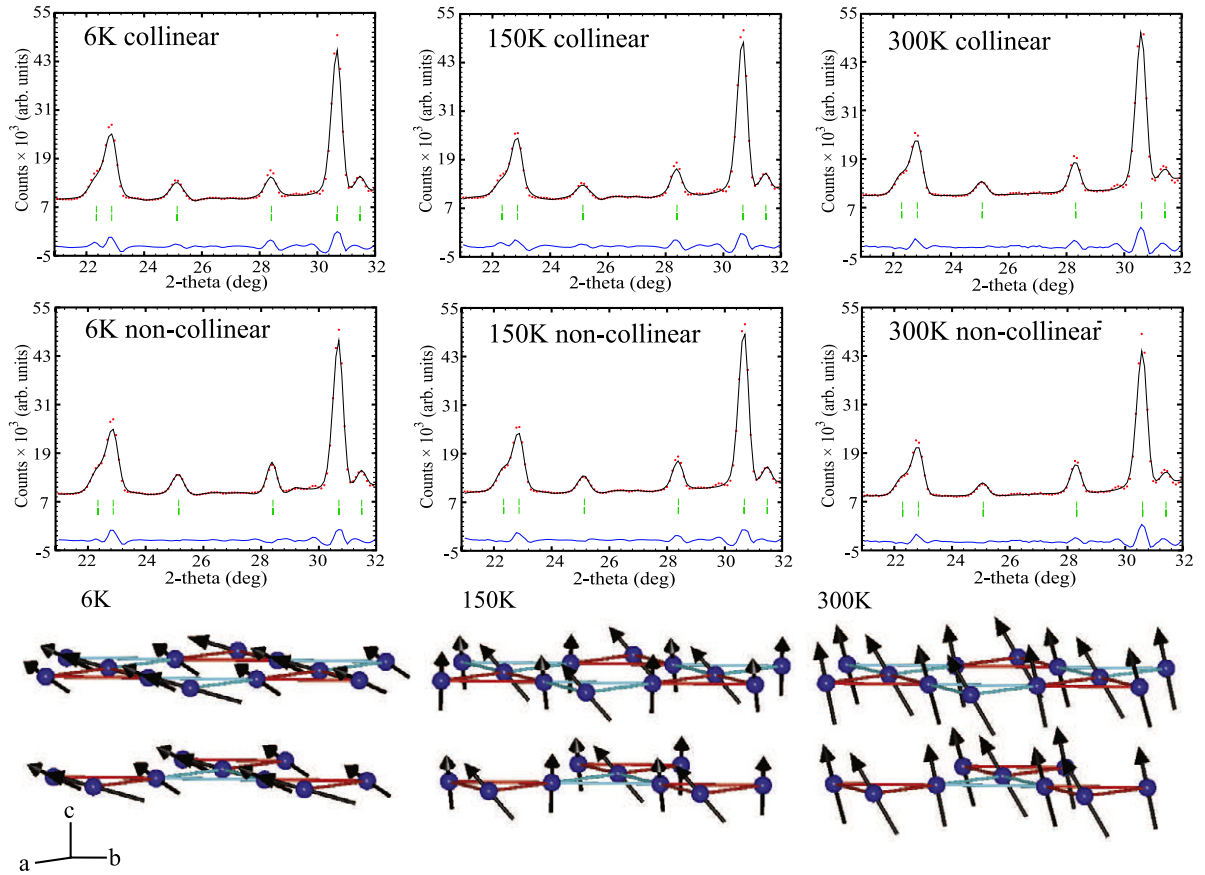 55
43
31
19
7
-5
Counts × 10³ (arb. units)
6K collinear
22 24 26 28 30 32
2-theta (deg)
55
43
31
19
7
-5
Counts × 10³ (arb. units)
150K collinear
22 24 26 28 30 32
2-theta (deg)
55
43
31
19
7
-5
Counts × 10³ (arb. units)
300K collinear
22 24 26 28 30 32
2-theta (deg)
55
43
31
19
7
-5
Counts × 10³ (arb. units)
6K non-collinear
22 24 26 28 30 32
2-theta (deg)
55
43
31
19
7
-5
Counts × 10³ (arb. units)
150K non-collinear
22 24 26 28 30 32
2-theta (deg)
55
43
31
19
7
-5
Counts × 10³ (arb. units)
300K non-collinear
22 24 26 28 30 32
2-theta (deg)
6K
150K
300K
c
a
b